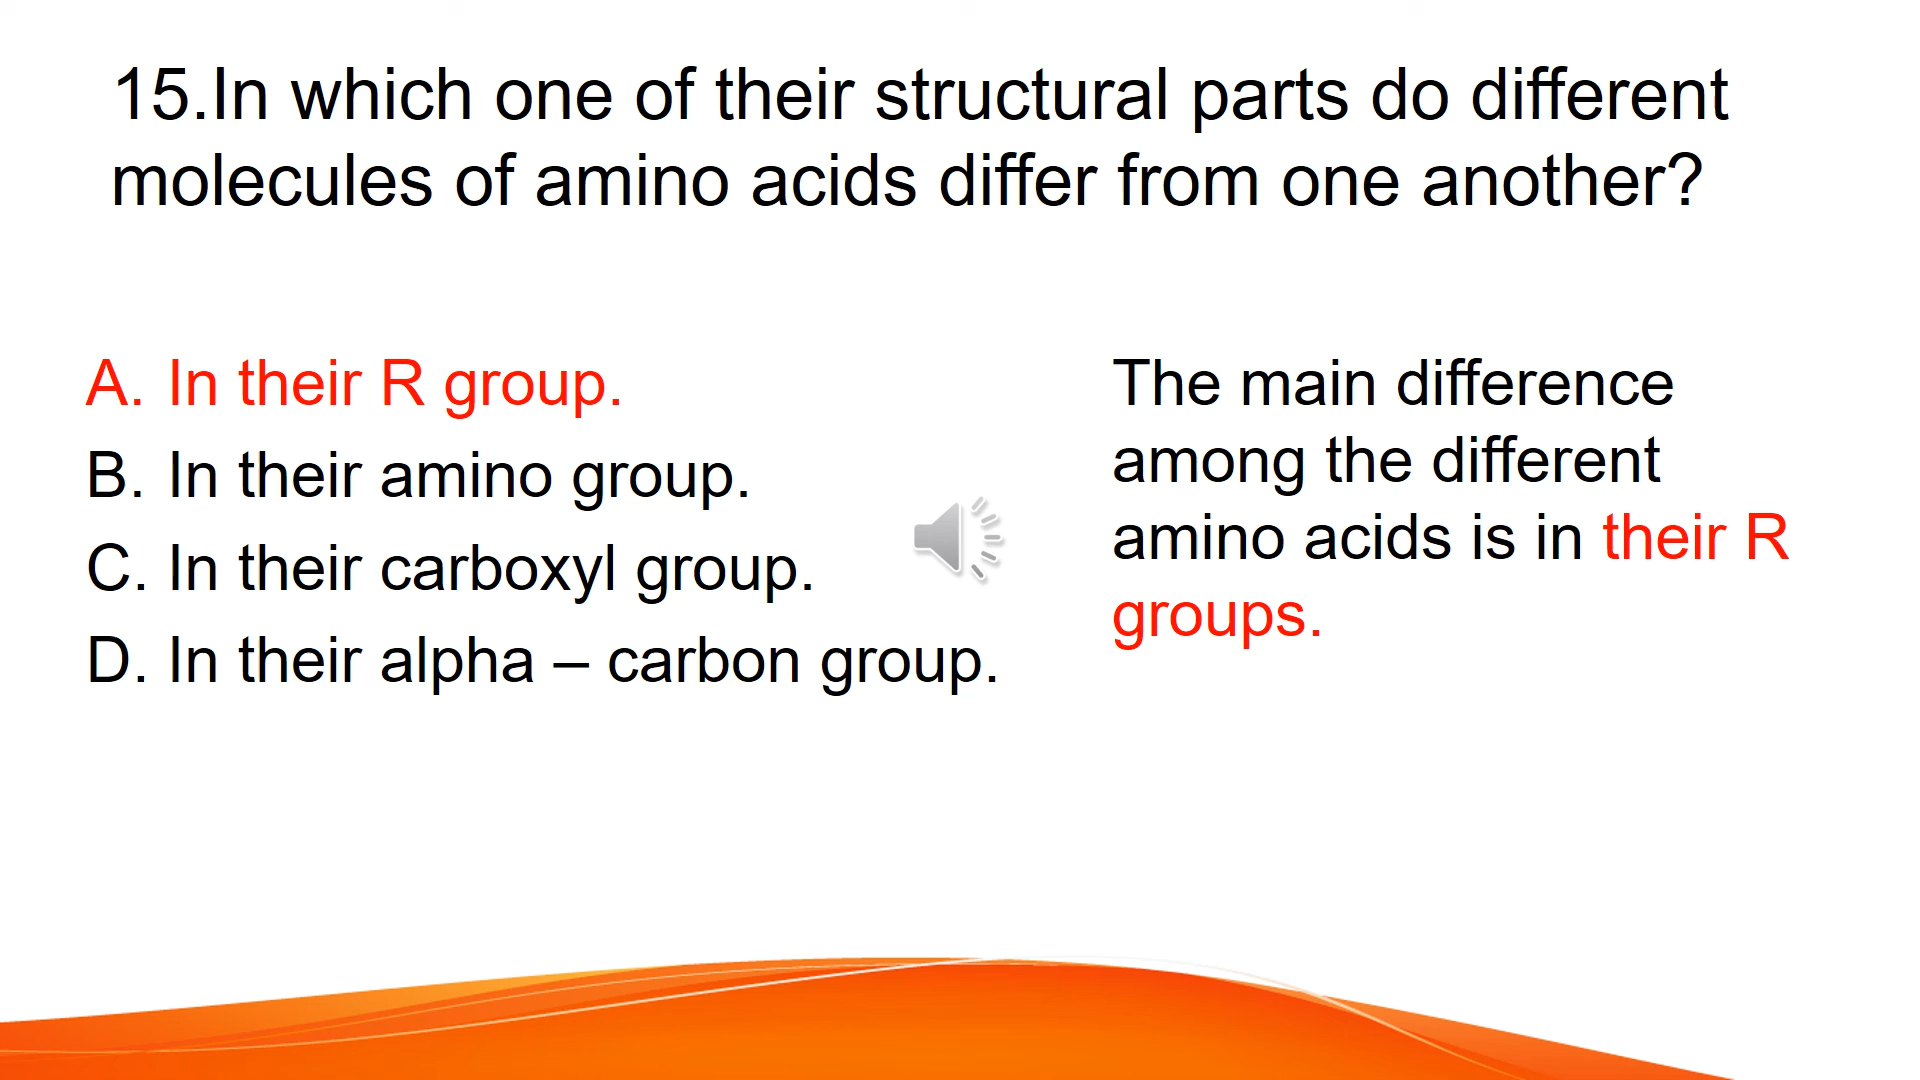 15.In which one of their structural parts do different
molecules of amino acids differ from one another?
A. In their R group.
B. In their amino group.
C. In their carboxyl group.
D. In their alpha – carbon group.
The main difference
among the different
amino acids is in their R
groups.